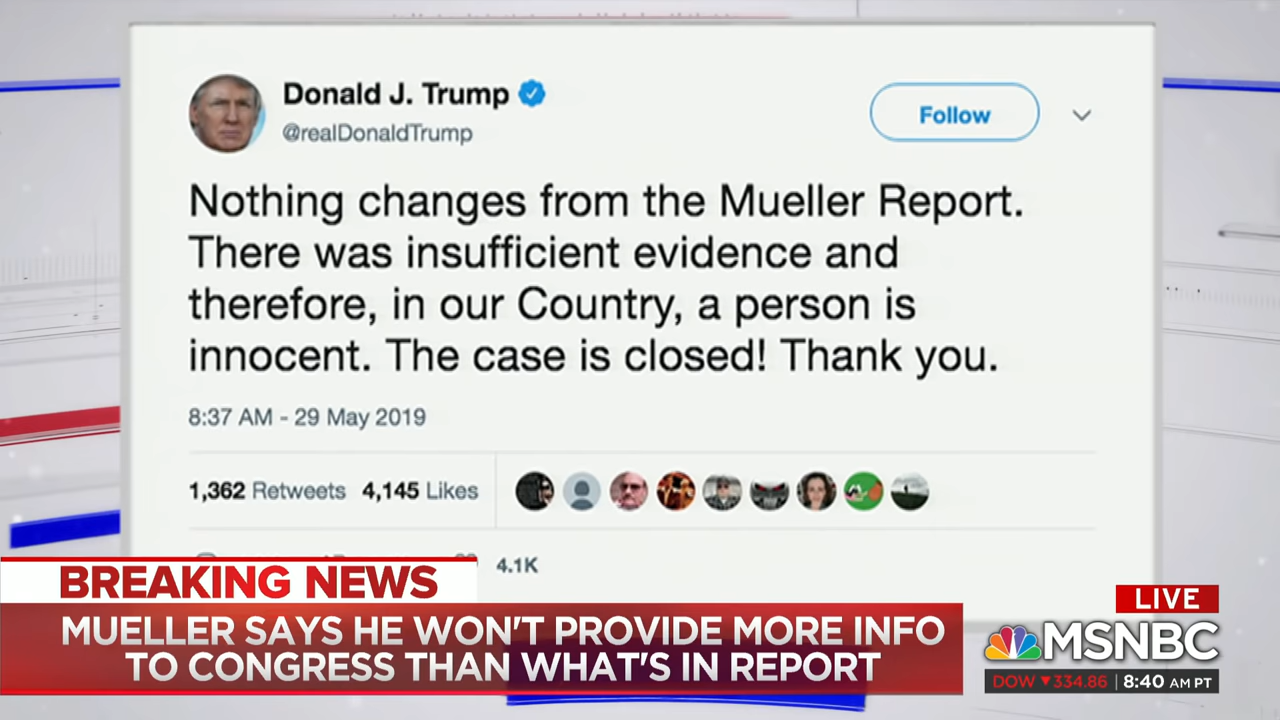 Donald J. Trump
@realDonaldTrump
Follow
Nothing changes from the Mueller Report.
There was insufficient evidence and
therefore, in our Country, a person is
innocent. The case is closed! Thank you.
8:37 AM - 29 May 2019
1,362 Retweets 4,145 Likes
4.1K
BREAKING NEWS
MUELLER SAYS HE WON'T PROVIDE MORE INFO
TO CONGRESS THAN WHAT'S IN REPORT
LIVE
MSNBC
DOW ▼334.86 | 8:40 AM PT